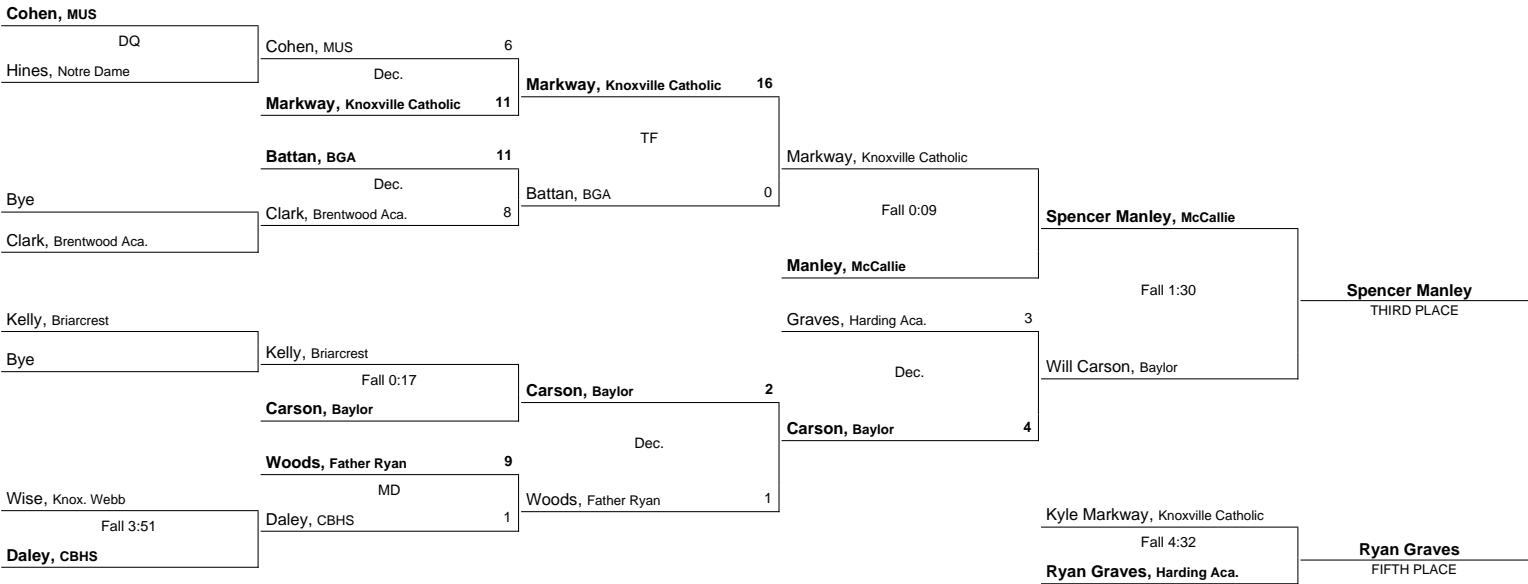 Cohen, MUS
DQ
Hines, Notre Dame
Bye
Clark, Brentwood Aca.
Kelly, Briarcrest
Bye
Wise, Knox. Webb
Fall 3:51
Daley, CBHS
Cohen, MUS 6
Dec.
Markway, Knoxville Catholic 11
Battan, BGA 11
Dec.
Clark, Brentwood Aca. 8
Kelly, Briarcrest
Fall 0:17
Carson, Baylor
Woods, Father Ryan 9
MD
Daley, CBHS 1
Markway, Knoxville Catholic 16
TF
Battan, BGA 0
Carson, Baylor 2
Dec.
Woods, Father Ryan 1
Markway, Knoxville Catholic
Fall 0:09
Manley, McCallie
Graves, Harding Aca. 3
Dec.
Carson, Baylor 4
Spencer Manley, McCallie
Fall 1:30
Will Carson, Baylor
Kyle Markway, Knoxville Catholic
Fall 4:32
Ryan Graves, Harding Aca.
Spencer Manley
THIRD PLACE
Ryan Graves
FIFTH PLACE